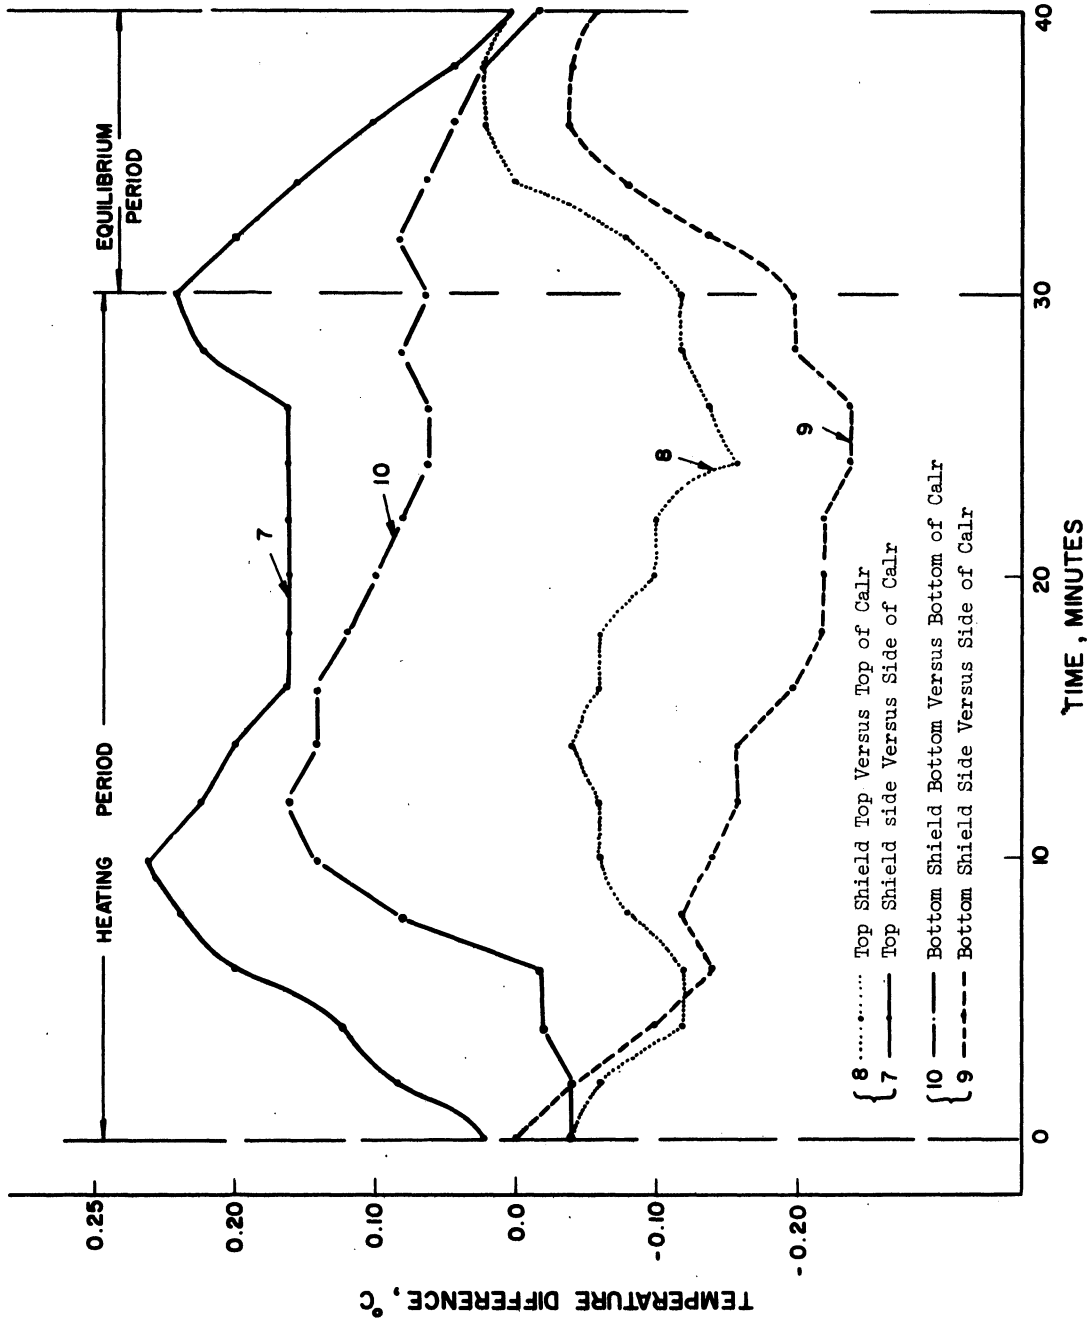 HEATING PERIOD
EQUILIBRIUM
PERIOD
7
10
8
9
TEMPERATURE DIFFERENCE, °C
0.25
0.20
0.10
0.0
-0.10
-0.20
{ 8 Top Shield Top Versus Top of Calr
7 Top Shield side Versus Side of Calr
{ 10 Bottom Shield Bottom Versus Bottom of Calr
9 Bottom Shield Side Versus Side of Calr
0
10
20
30
40
TIME, MINUTES